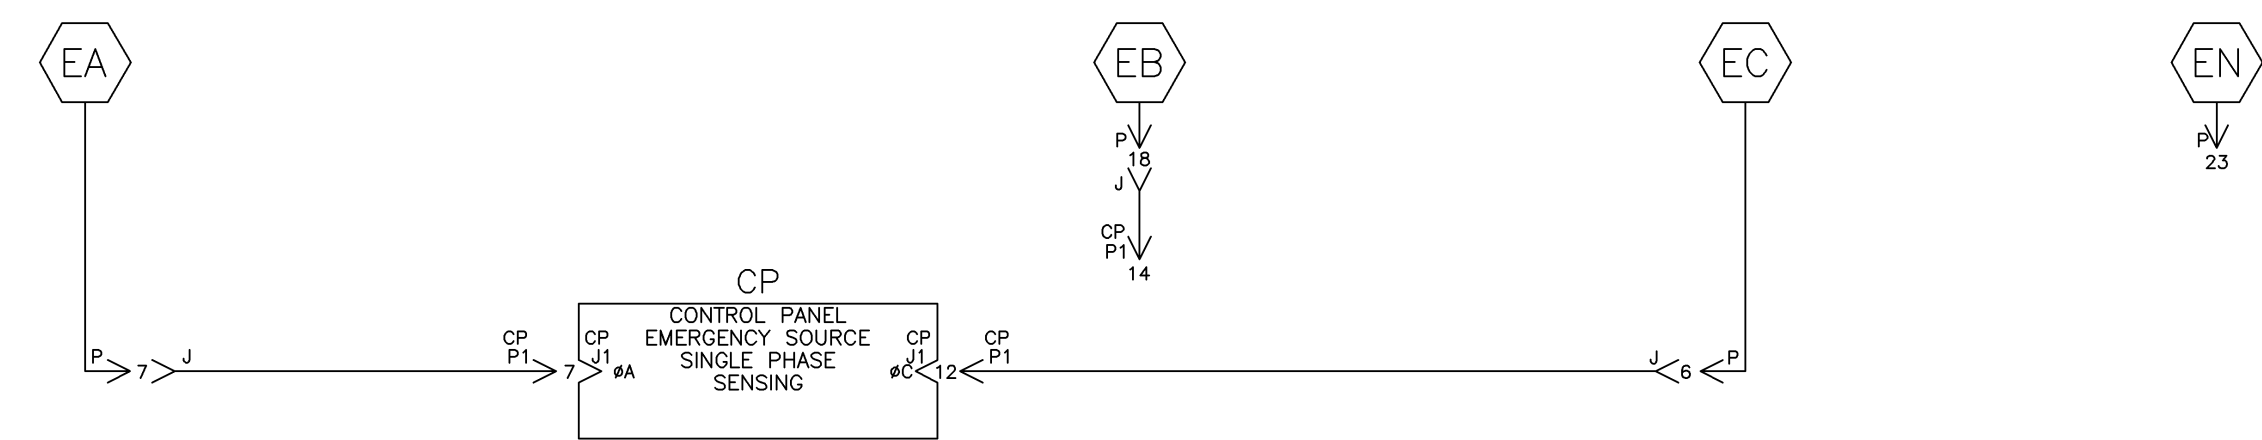 EA
EB
EC
EN
P
18
J
P
23
CP
P1
14
CP
CONTROL PANEL
EMERGENCY SOURCE
SINGLE PHASE
SENSING
P
7
J
CP
P1
7
CP
J1
ØA
CP
J1
ØC
12
CP
P1
J
6
P